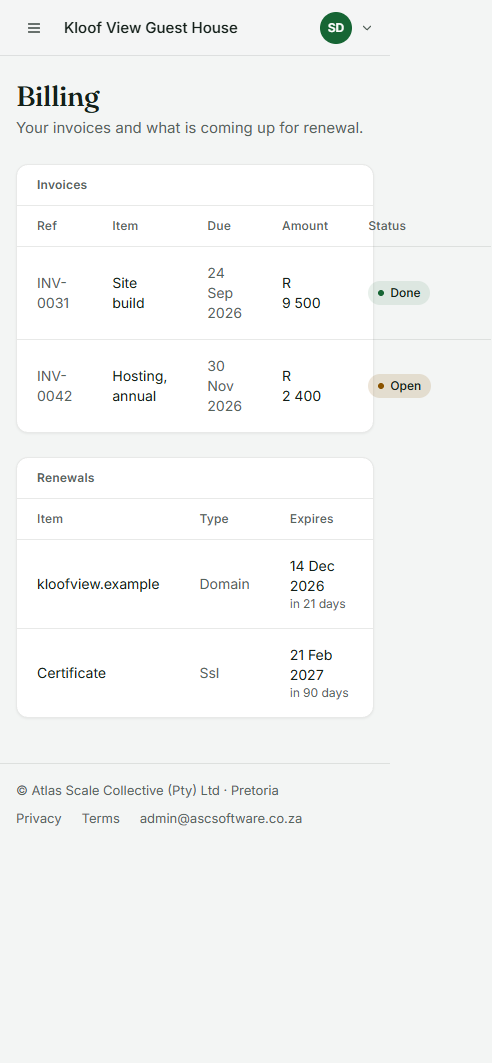 Kloof View Guest House
SD
Billing
Your invoices and what is coming up for renewal.
Invoices
Ref Item Due Amount Status
INV-0031 Site build 24 Sep 2026 R 9 500 Done
INV-0042 Hosting, annual 30 Nov 2026 R 2 400 Open
Renewals
Item Type Expires
kloofview.example Domain 14 Dec 2026 in 21 days
Certificate Ssl 21 Feb 2027 in 90 days
© Atlas Scale Collective (Pty) Ltd · Pretoria
Privacy Terms admin@ascsoftware.co.za